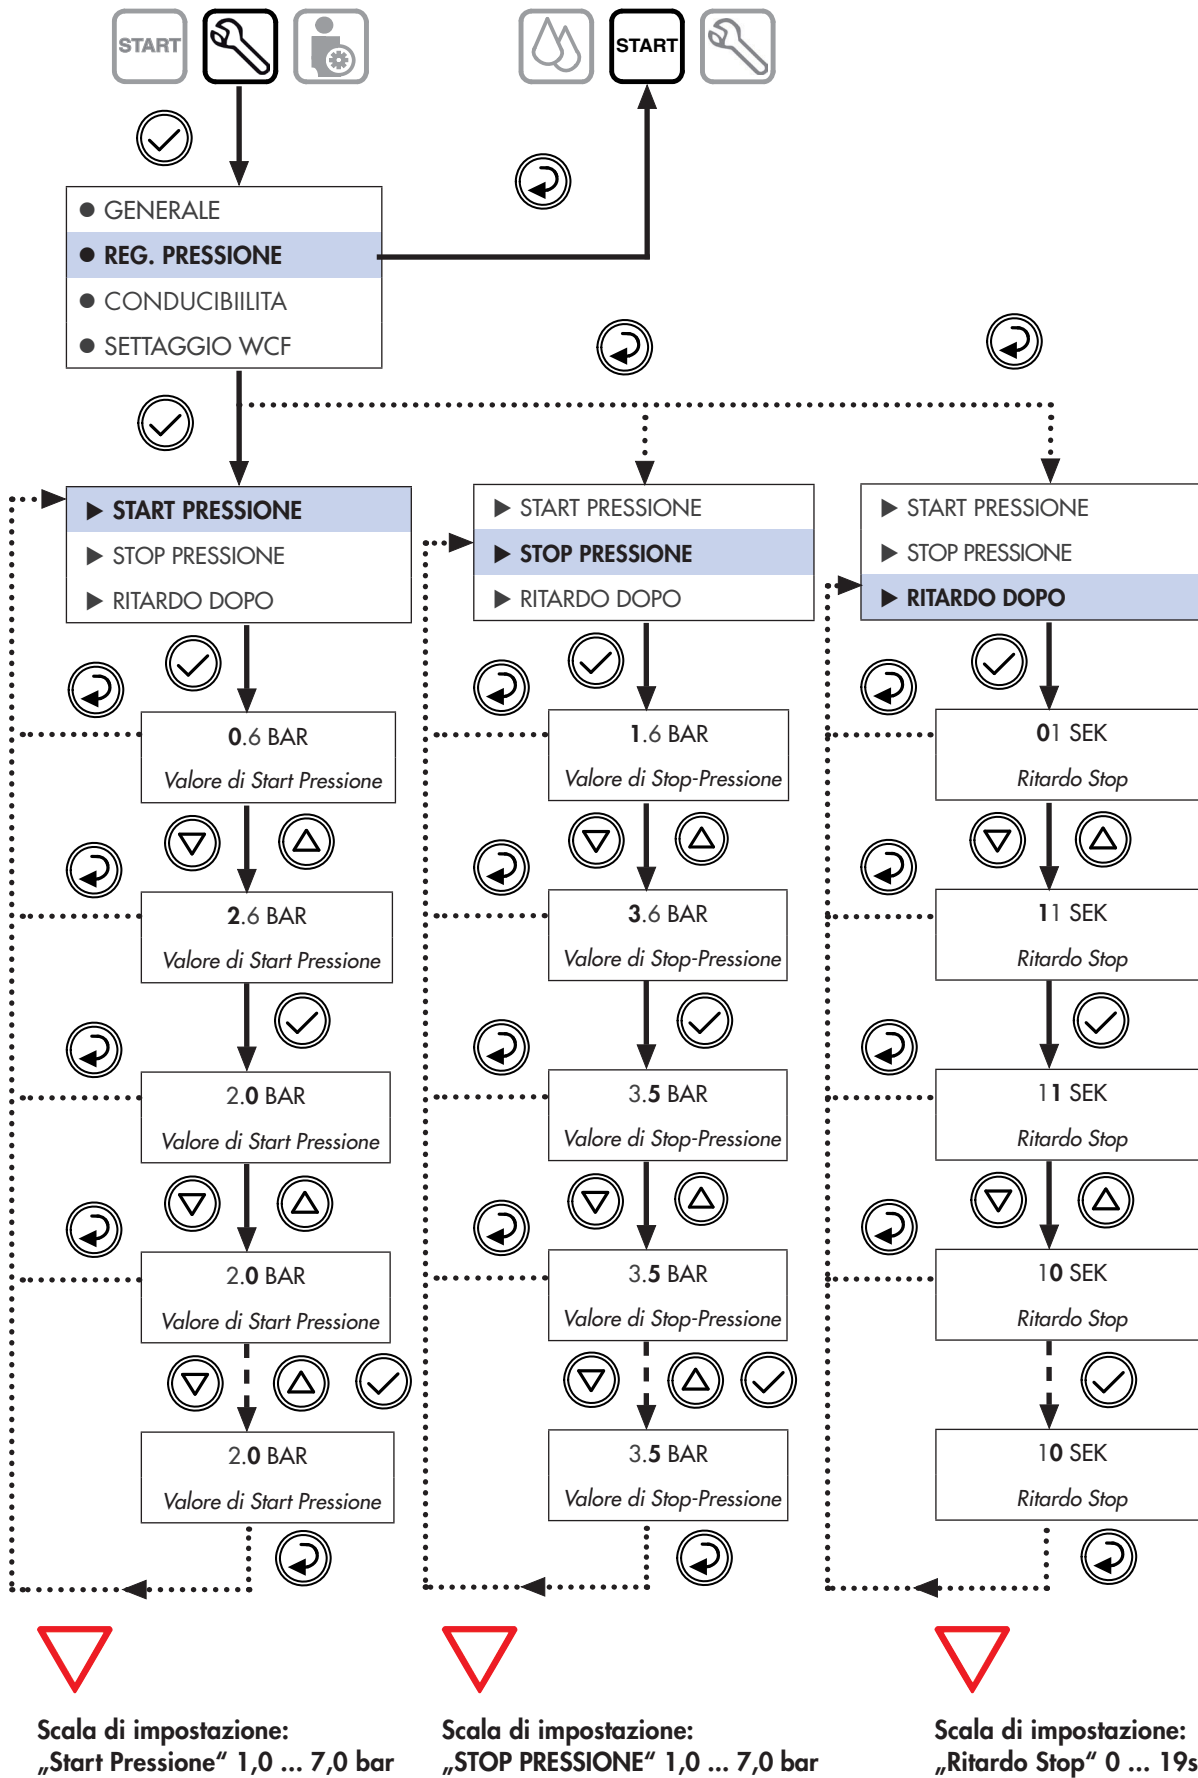 START
START
GENERALE
REG. PRESSIONE
CONDUCIBIILITA
SETTAGGIO WCF
START PRESSIONE
STOP PRESSIONE
RITARDO DOPO
0.6 BAR
Valore di Start Pressione
2.6 BAR
Valore di Start Pressione
2.0 BAR
Valore di Start Pressione
2.0 BAR
Valore di Start Pressione
2.0 BAR
Valore di Start Pressione
Scala di impostazione:
„Start Pressione“ 1,0 ... 7,0 bar
START PRESSIONE
STOP PRESSIONE
RITARDO DOPO
1.6 BAR
Valore di Stop-Pressione
3.6 BAR
Valore di Stop-Pressione
3.5 BAR
Valore di Stop-Pressione
3.5 BAR
Valore di Stop-Pressione
3.5 BAR
Valore di Stop-Pressione
Scala di impostazione:
„STOP PRESSIONE“ 1,0 ... 7,0 bar
START PRESSIONE
STOP PRESSIONE
RITARDO DOPO
01 SEK
Ritardo Stop
11 SEK
Ritardo Stop
11 SEK
Ritardo Stop
10 SEK
Ritardo Stop
10 SEK
Ritardo Stop
Scala di impostazione:
„Ritardo Stop“ 0 ... 19s